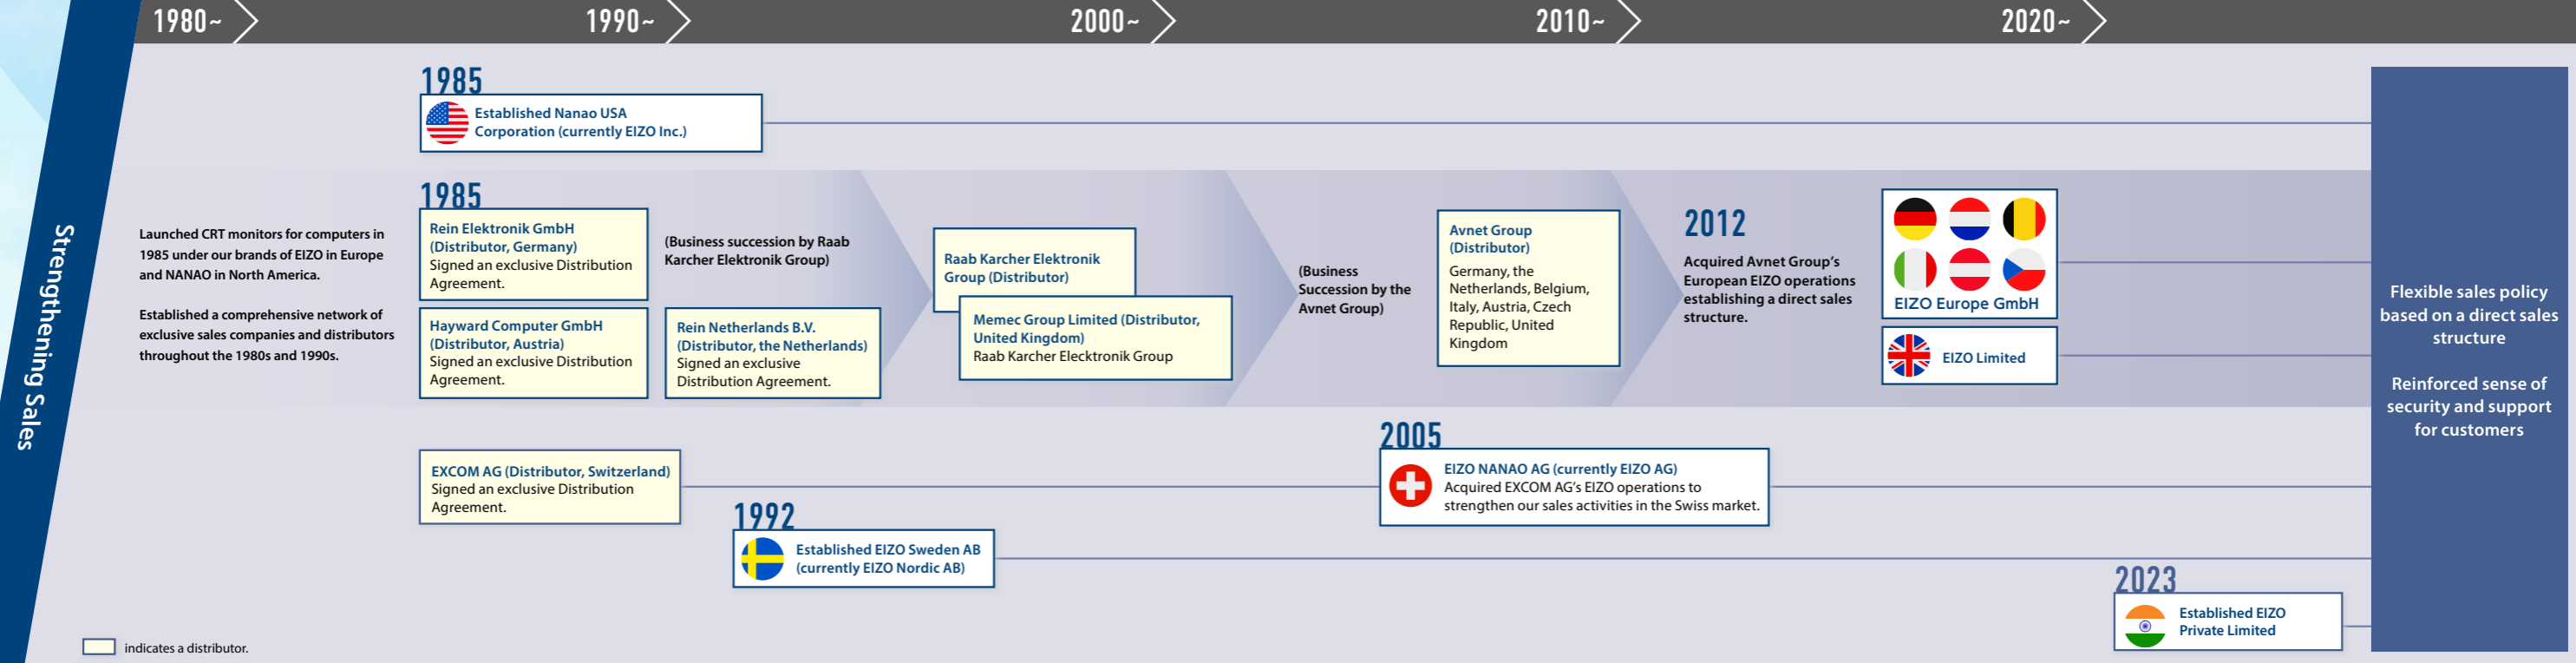 1980~
1990~
2000~
2010~
2020~
Strengthening Sales
1985
Established Nanao USA
Corporation (currently EIZO Inc.)
Launched CRT monitors for computers in
1985 under our brands of EIZO in Europe
and NANAO in North America.
Established a comprehensive network of
exclusive sales companies and distributors
throughout the 1980s and 1990s.
1985
Rein Elektronik GmbH
(Distributor, Germany)
Signed an exclusive Distribution
Agreement.
Hayward Computer GmbH
(Distributor, Austria)
Signed an exclusive Distribution
Agreement.
(Business succession by Raab
Karcher Elektronik Group)
Rein Netherlands B.V.
(Distributor, the Netherlands)
Signed an exclusive
Distribution Agreement.
Raab Karcher Elektronik
Group (Distributor)
Memec Group Limited (Distributor,
United Kingdom)
Raab Karcher Elecktronik Group
(Business
Succession by the
Avnet Group)
Avnet Group
(Distributor)
Germany, the
Netherlands, Belgium,
Italy, Austria, Czech
Republic, United
Kingdom
2012
Acquired Avnet Group's
European EIZO operations
establishing a direct sales
structure.
EIZO Europe GmbH
EIZO Limited
EXCOM AG (Distributor, Switzerland)
Signed an exclusive Distribution
Agreement.
2005
EIZO NANAO AG (currently EIZO AG)
Acquired EXCOM AG's EIZO operations to
strengthen our sales activities in the Swiss market.
1992
Established EIZO Sweden AB
(currently EIZO Nordic AB)
2023
Established EIZO
Private Limited
Flexible sales policy
based on a direct sales
structure
Reinforced sense of
security and support
for customers
indicates a distributor.